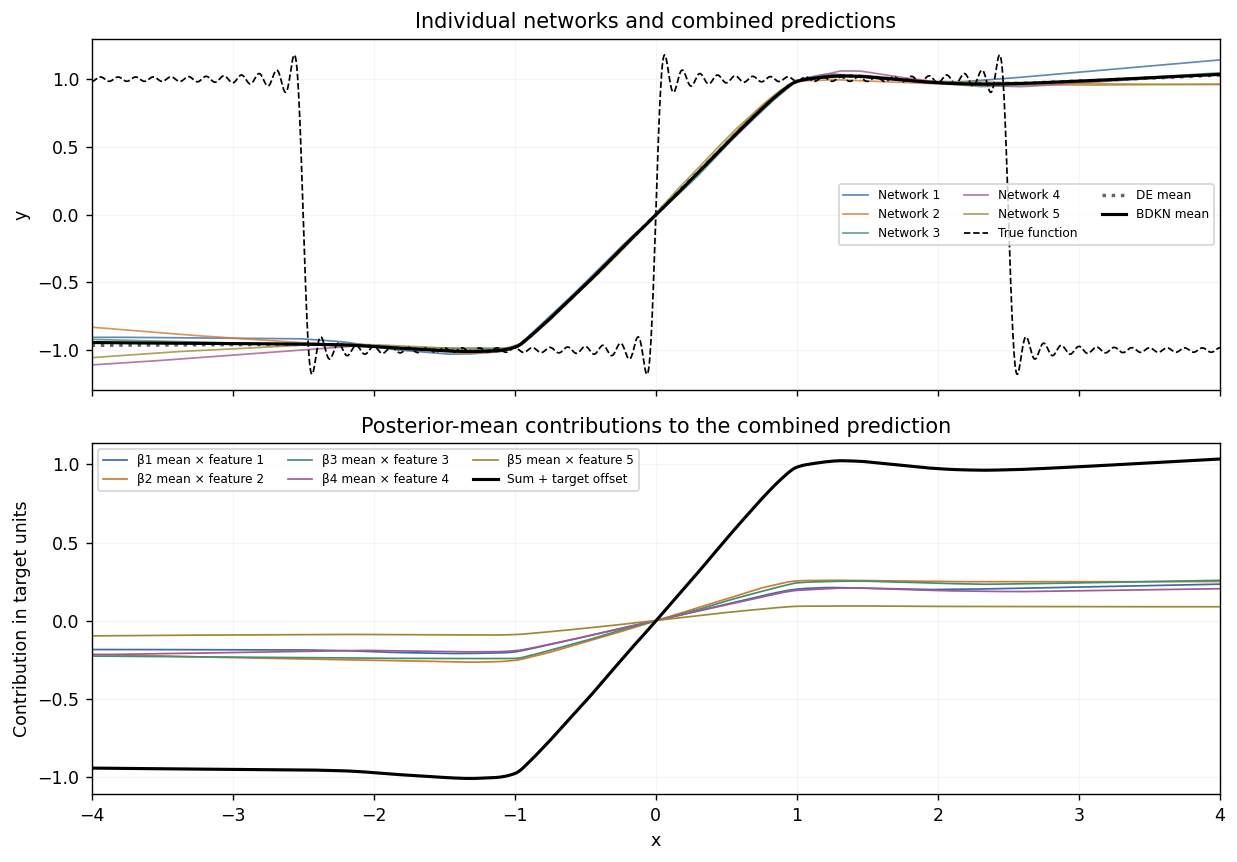 Individual networks and combined predictions
1.0
0.5
0.0
−0.5
−1.0
y
Network 1
Network 2
Network 3
Network 4
Network 5
True function
DE mean
BDKN mean
Posterior-mean contributions to the combined prediction
1.0
0.5
0.0
−0.5
−1.0
Contribution in target units
β1 mean × feature 1
β2 mean × feature 2
β3 mean × feature 3
β4 mean × feature 4
β5 mean × feature 5
Sum + target offset
−4 −3 −2 −1 0 1 2 3 4
x